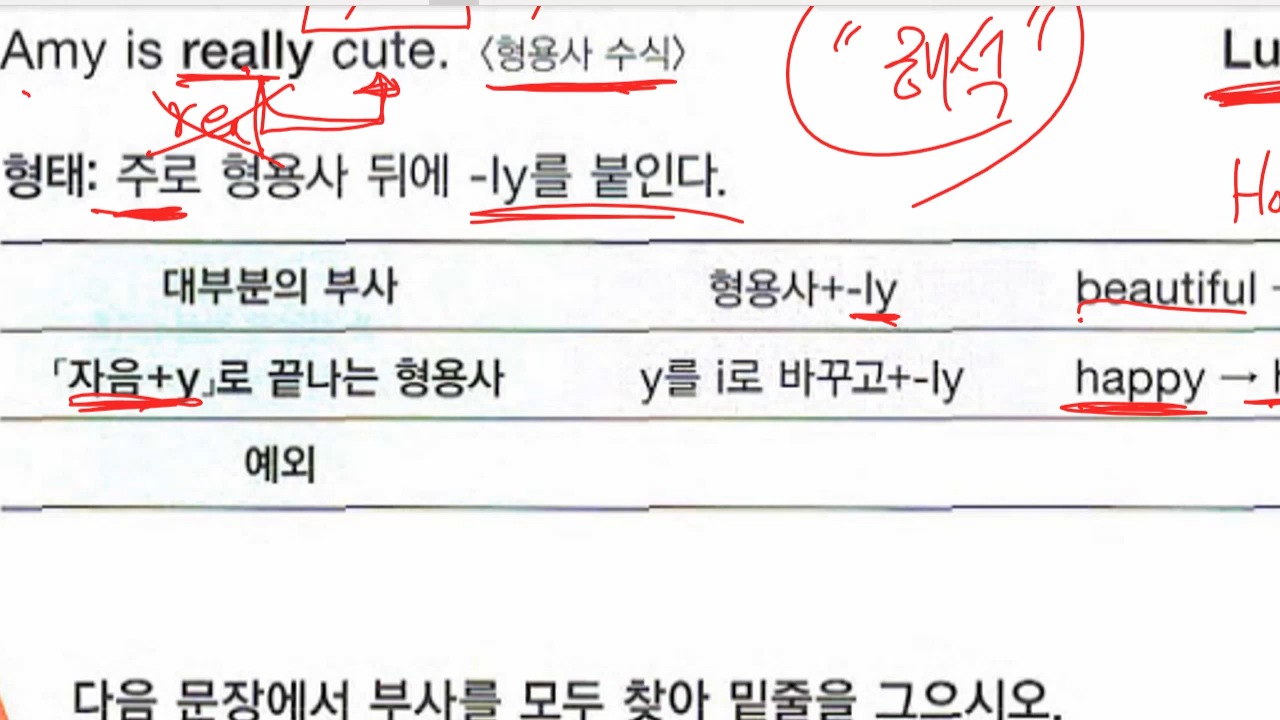 Amy is really cute. 〈형용사 수식〉 Lu
real
"해석"
형태: 주로 형용사 뒤에 -ly를 붙인다.
Ha
대부분의 부사 형용사+-ly beautiful
「자음+y」로 끝나는 형용사 y를 i로 바꾸고+-ly happy → h
예외
다음 문장에서 부사를 모두 찾아 밑줄을 그으시오.